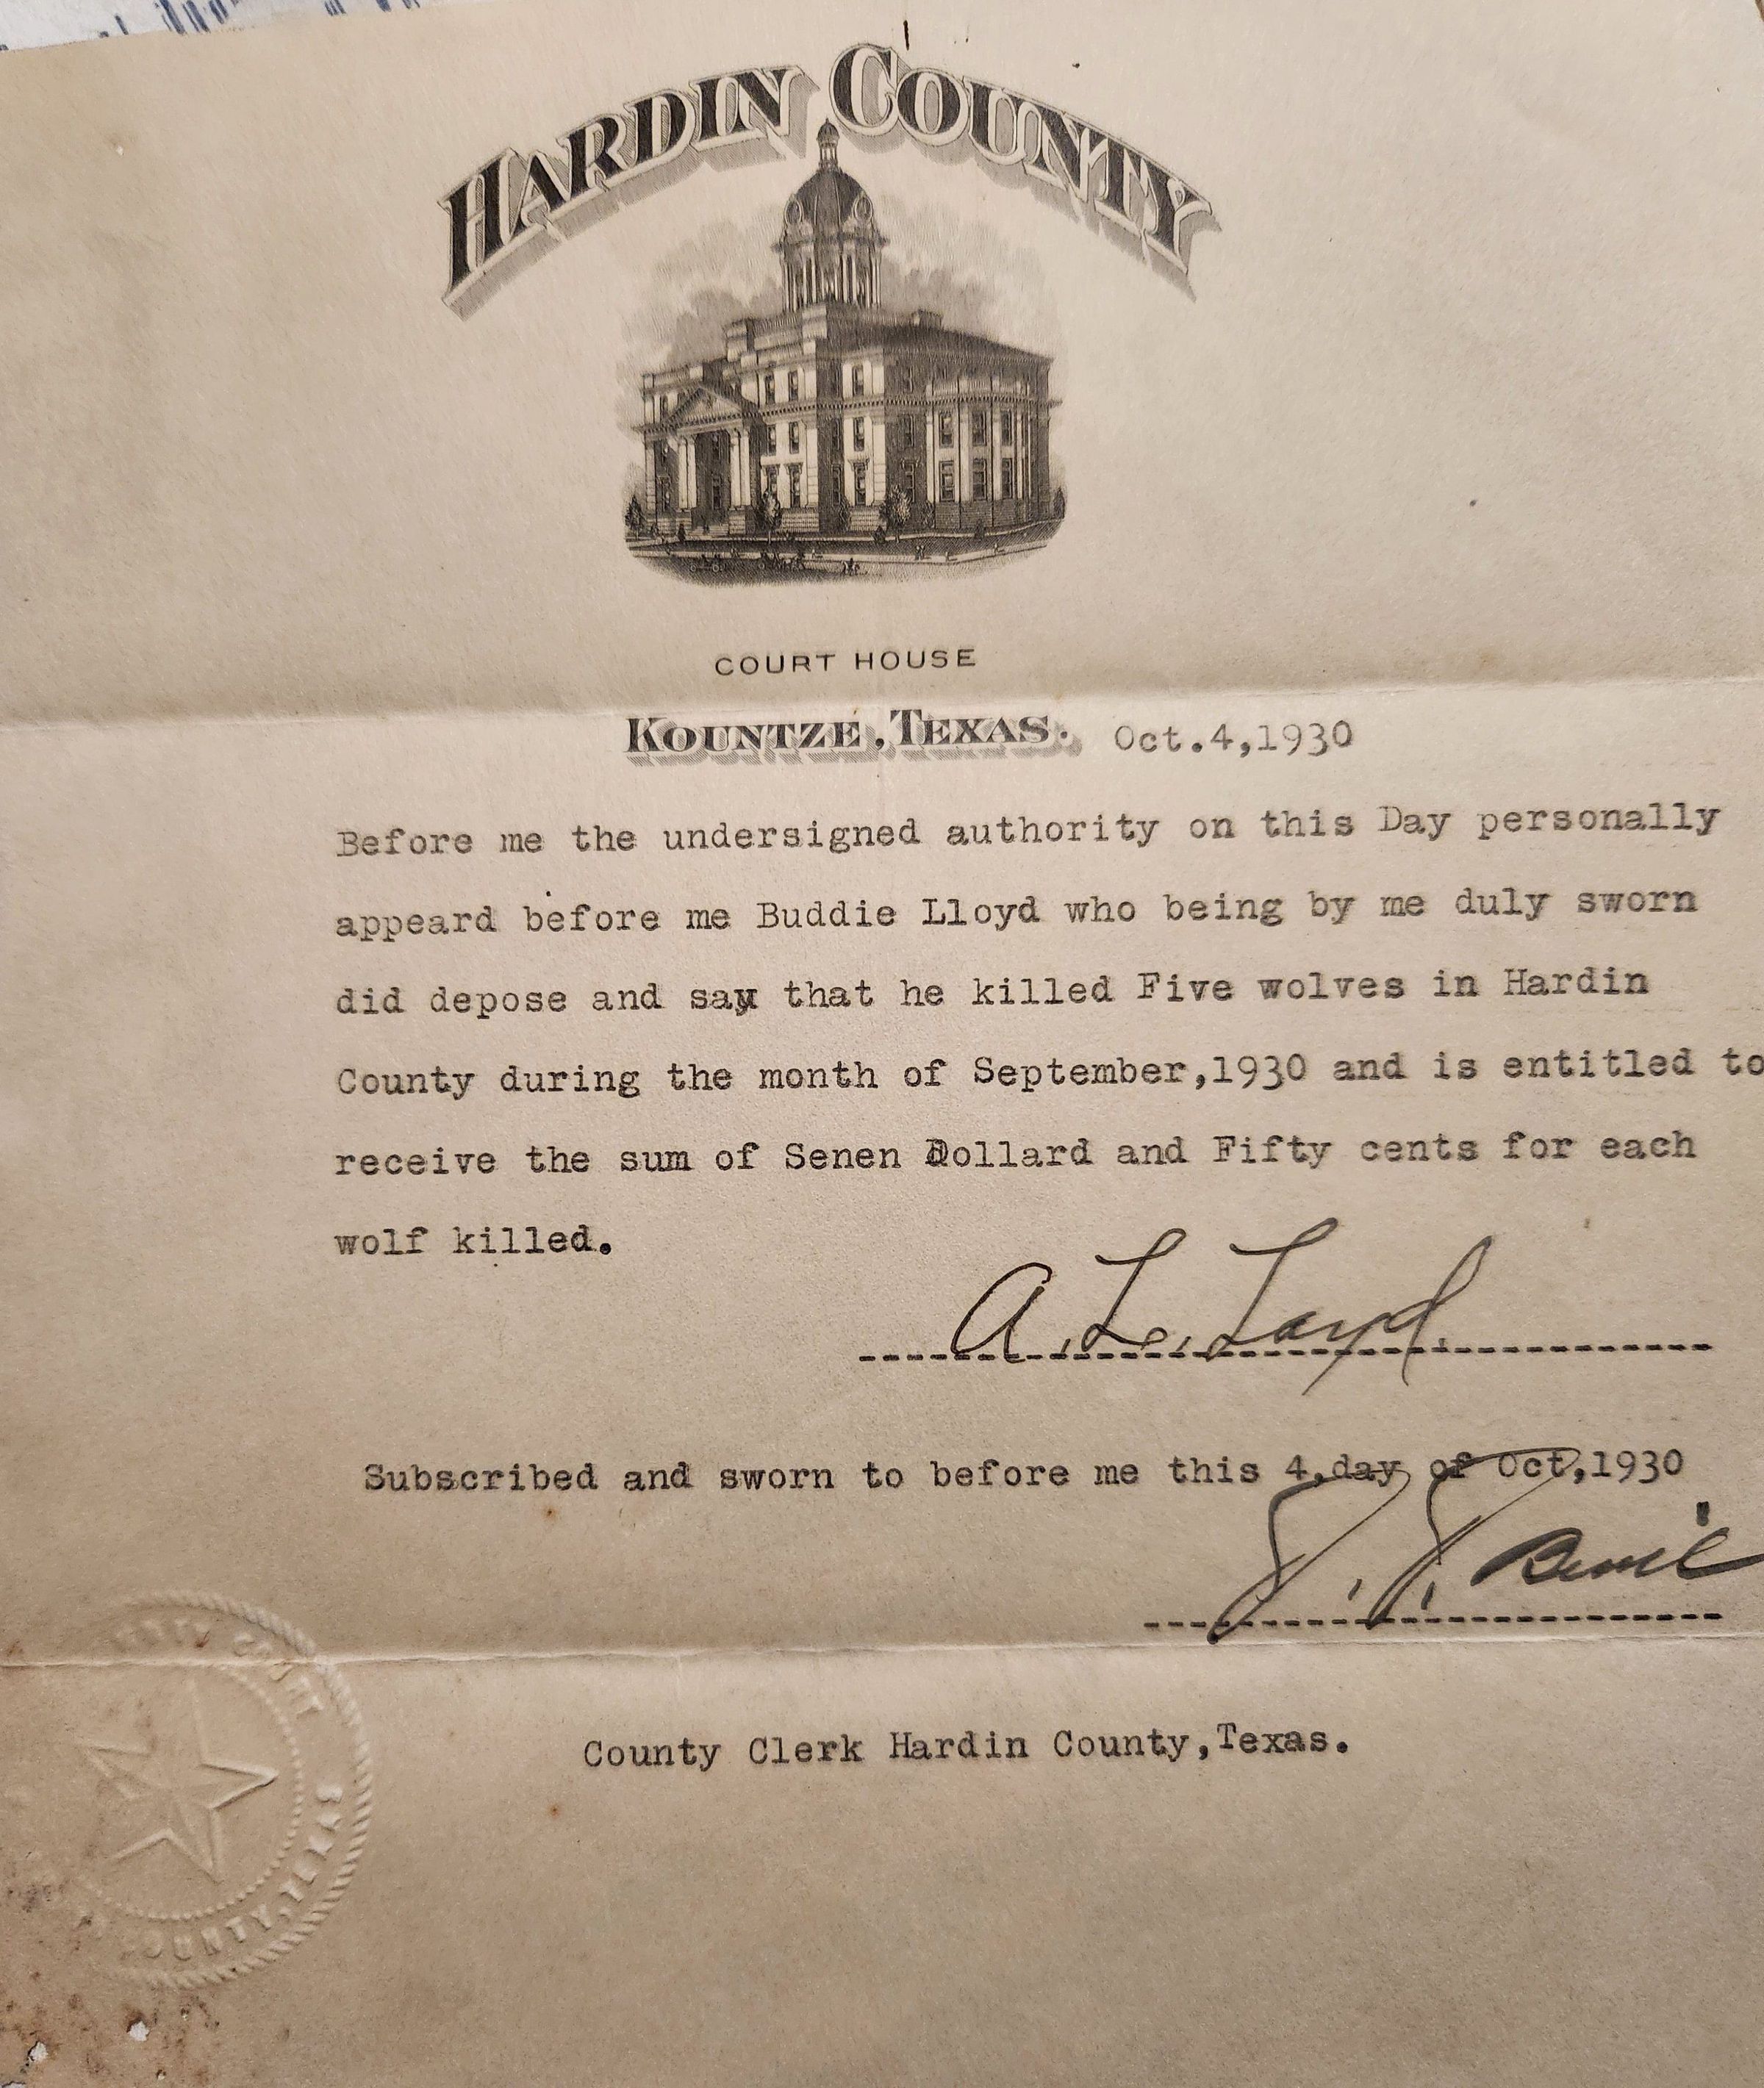 HARDIN COUNTY
COURT HOUSE
KOUNTZE, TEXAS. Oct.4,1930
Before me the undersigned authority on this Day personally
appeard before me Buddie Lloyd who being by me duly sworn
did depose and say that he killed Five wolves in Hardin
County during the month of September,1930 and is entitled to
receive the sum of Senen Dollard and Fifty cents for each
wolf killed.
A. L. Loyd
Subscribed and sworn to before me this 4,day of Oct,1930
Bevil
County Clerk Hardin County,Texas.
COURT
COUNTY, TEXAS